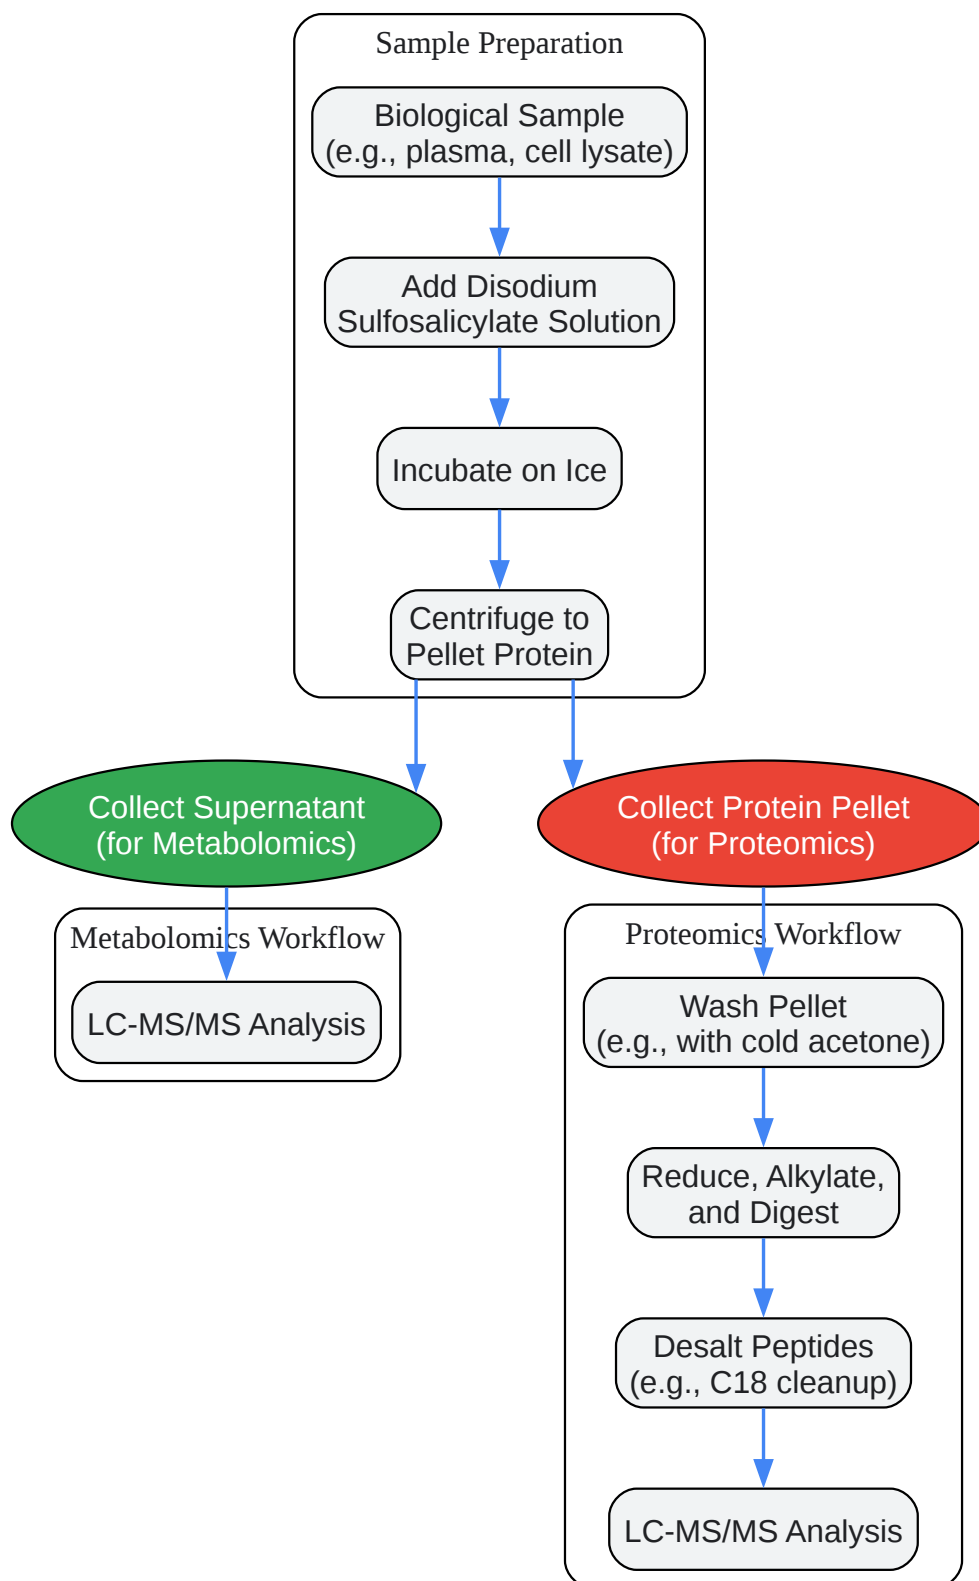 Sample Preparation
Biological Sample
(e.g., plasma, cell lysate)
Add Disodium
Sulfosalicylate Solution
Incubate on Ice
Centrifuge to
Pellet Protein
Collect Supernatant
(for Metabolomics)
Metabolomics Workflow
LC-MS/MS Analysis
Collect Protein Pellet
(for Proteomics)
Proteomics Workflow
Wash Pellet
(e.g., with cold acetone)
Reduce, Alkylate,
and Digest
Desalt Peptides
(e.g., C18 cleanup)
LC-MS/MS Analysis